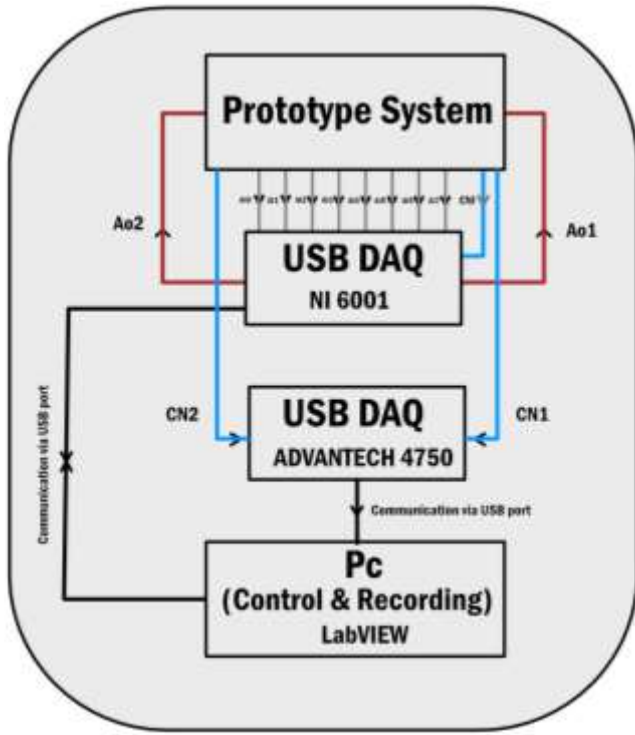 Prototype System
Ao2
Ao1
USB DAQ
NI 6001
CN2
CN1
USB DAQ
ADVANTECH 4750
Communication via USB port
Communication via USB port
Pc
(Control & Recording)
LabVIEW